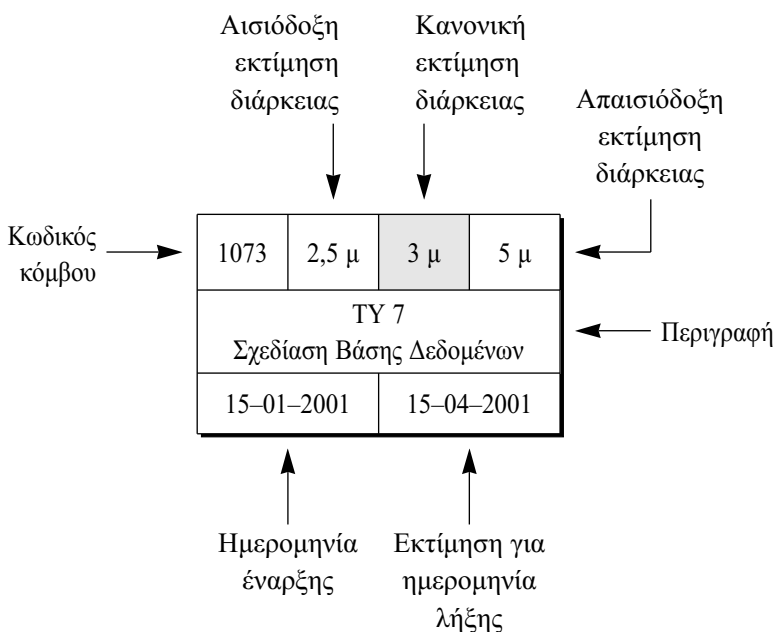 Αισιόδοξη
εκτίμηση
διάρκειας
Κανονική
εκτίμηση
διάρκειας
Απαισιόδοξη
εκτίμηση
διάρκειας
Κωδικός
κόμβου
1073 2,5 μ 3 μ 5 μ
ΤΥ 7
Σχεδίαση Βάσης Δεδομένων
Περιγραφή
15–01–2001 15–04–2001
Ημερομηνία
έναρξης
Εκτίμηση για
ημερομηνία
λήξης